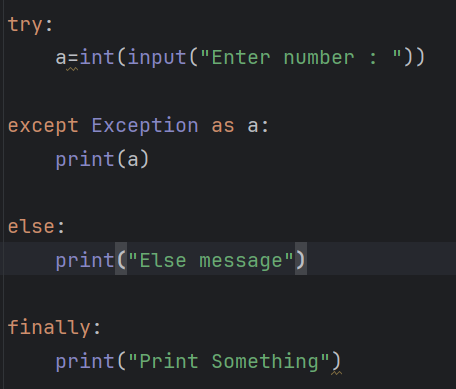 try:
    a=int(input("Enter number : "))
except Exception as a:
    print(a)
else:
    print("Else message")
finally:
    print("Print Something")